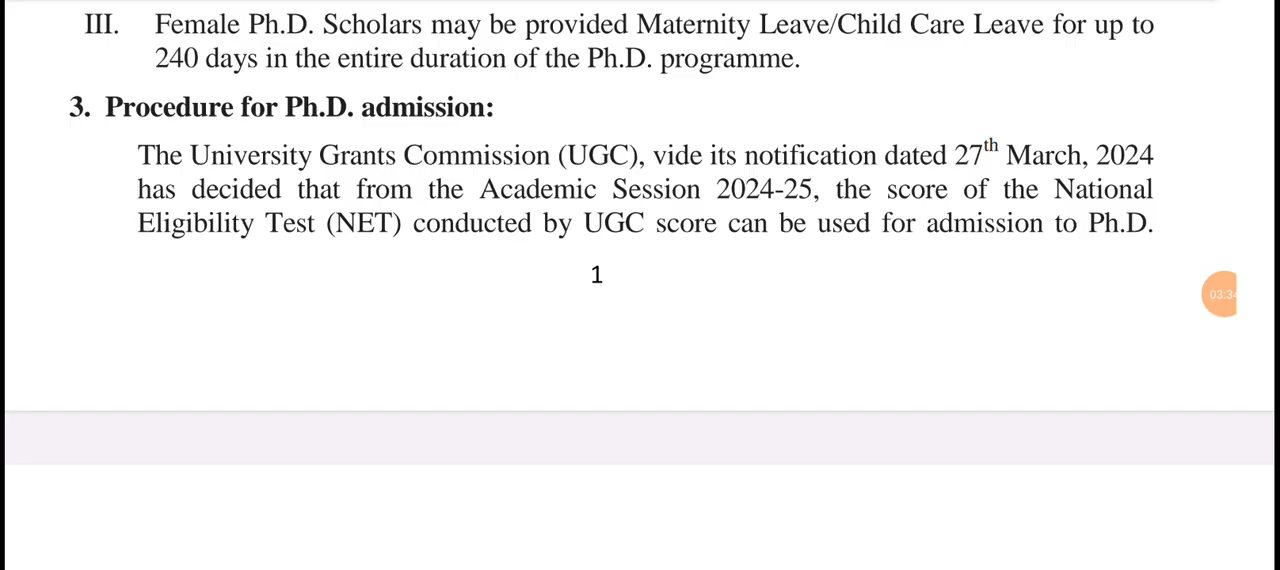 III. Female Ph.D. Scholars may be provided Maternity Leave/Child Care Leave for up to
240 days in the entire duration of the Ph.D. programme.
3. Procedure for Ph.D. admission:
The University Grants Commission (UGC), vide its notification dated 27th March, 2024
has decided that from the Academic Session 2024-25, the score of the National
Eligibility Test (NET) conducted by UGC score can be used for admission to Ph.D.
1